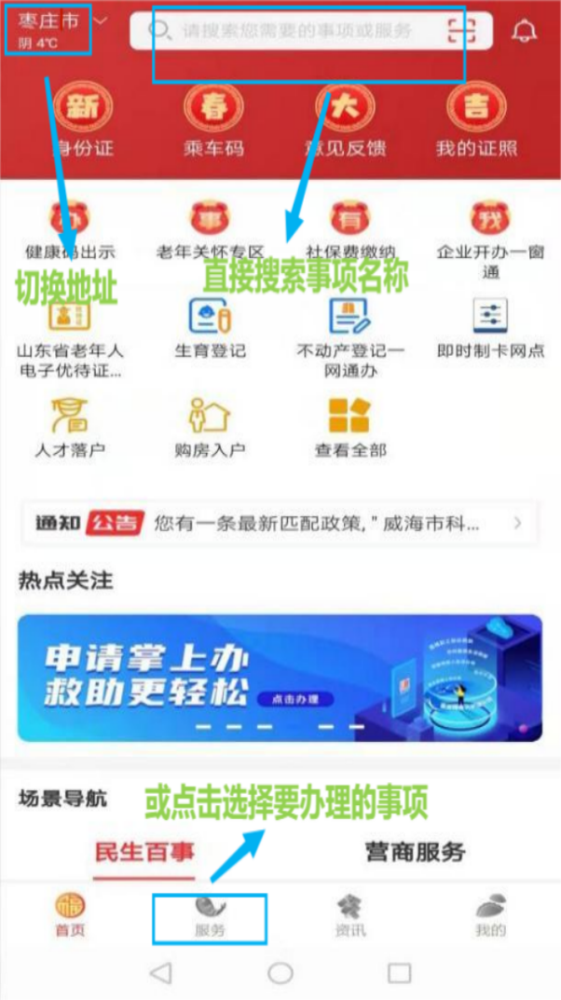 枣庄市
阴 4℃
请搜索您需要的事项或服务
新 春 大 吉
身份证 乘车码 意见反馈 我的证照
办 事 有 我
健康码出示 老年关怀专区 社保费缴纳 企业开办一窗通
切换地址
直接搜索事项名称
山东省老年人电子优待证... 生育登记 不动产登记一网通办 即时制卡网点
人才落户 购房入户 查看全部
通知 公告 您有一条最新匹配政策,"威海市科...
热点关注
申请掌上办
救助更轻松 点击办理
场景导航
或点击选择要办理的事项
民生百事 营商服务
福
首页 服务 资讯 我的